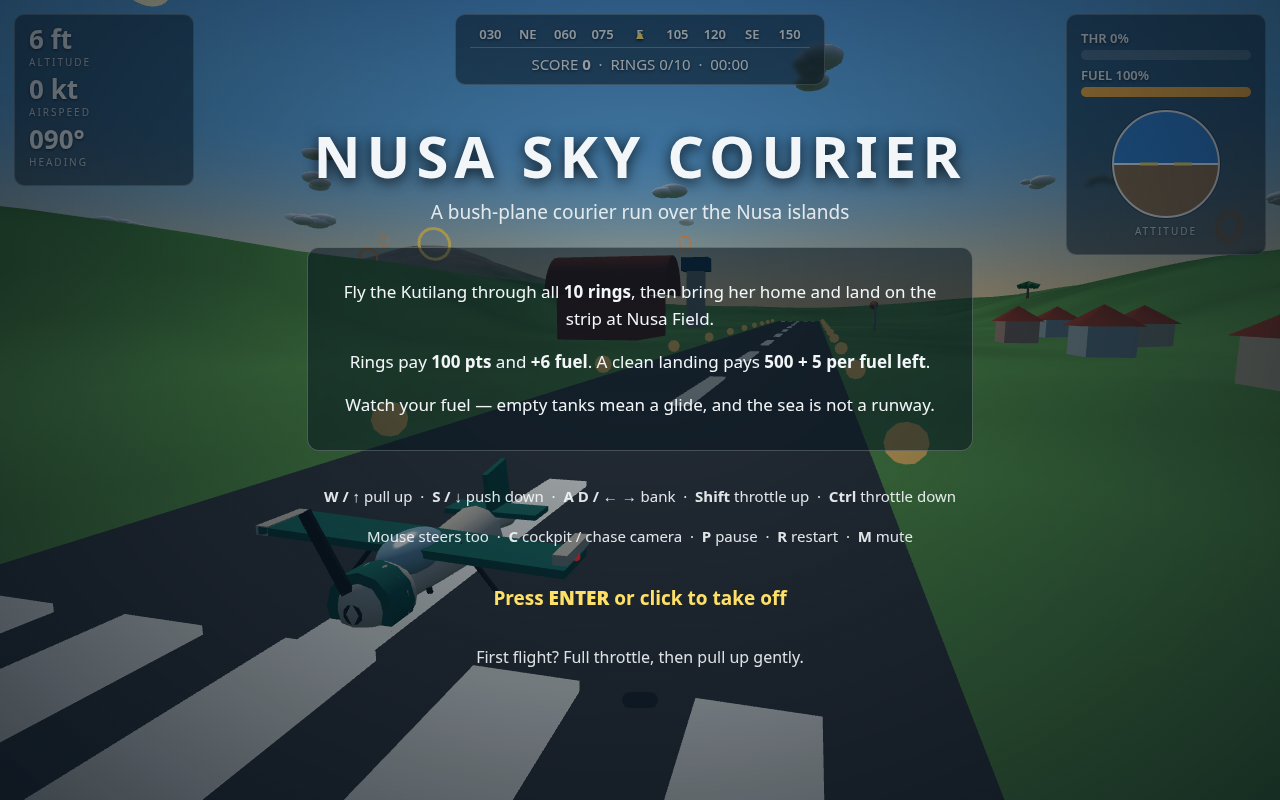 6 ft
ALTITUDE
0 kt
AIRSPEED
090°
HEADING
030 NE 060 075 E 105 120 SE 150
SCORE 0 · RINGS 0/10 · 00:00
THR 0%
FUEL 100%
ATTITUDE
NUSA SKY COURIER
A bush-plane courier run over the Nusa islands
Fly the Kutilang through all 10 rings, then bring her home and land on the
strip at Nusa Field.
Rings pay 100 pts and +6 fuel. A clean landing pays 500 + 5 per fuel left.
Watch your fuel — empty tanks mean a glide, and the sea is not a runway.
W / ↑ pull up · S / ↓ push down · A D / ← → bank · Shift throttle up · Ctrl throttle down
Mouse steers too · C cockpit / chase camera · P pause · R restart · M mute
Press ENTER or click to take off
First flight? Full throttle, then pull up gently.